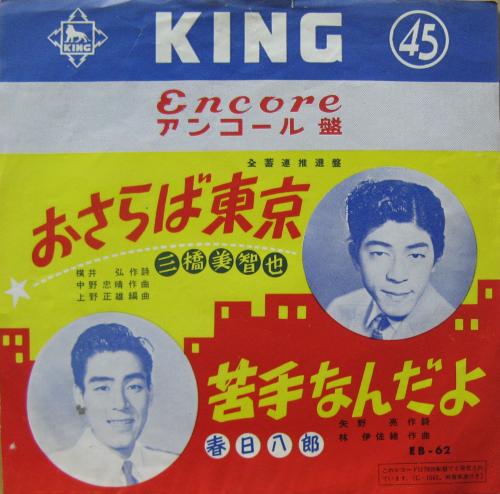 KING
KING
45
Encore
アンコール盤
全蓄連推選盤
おさらば東京
三橋美智也
横井 弘作詩
中野忠晴作曲
上野正雄編曲
苦手なんだよ
春日八郎
矢野 亮作詩
林 伊佐緒作曲
EB-62